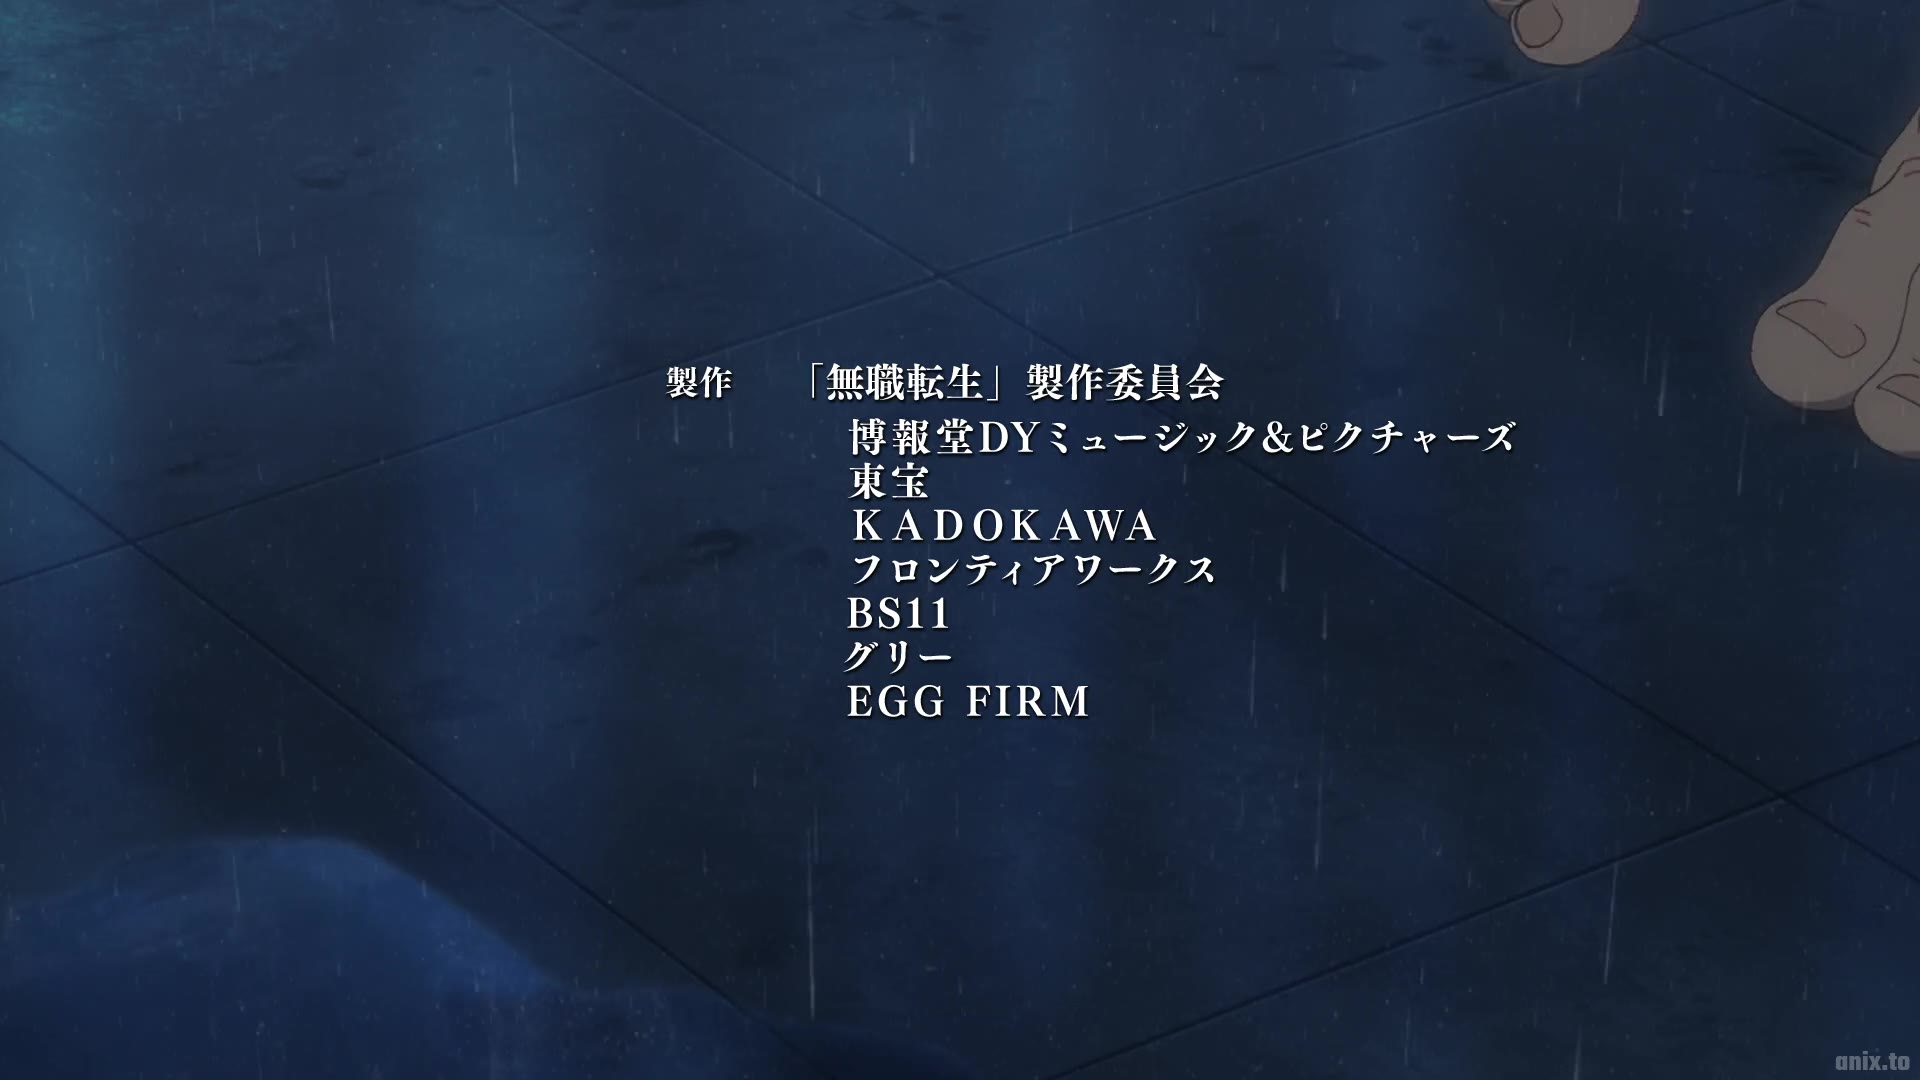 製作 「無職転生」製作委員会
博報堂DYミュージック&ピクチャーズ
東宝
KADOKAWA
フロンティアワークス
BS11
グリー
EGG FIRM
anix.to